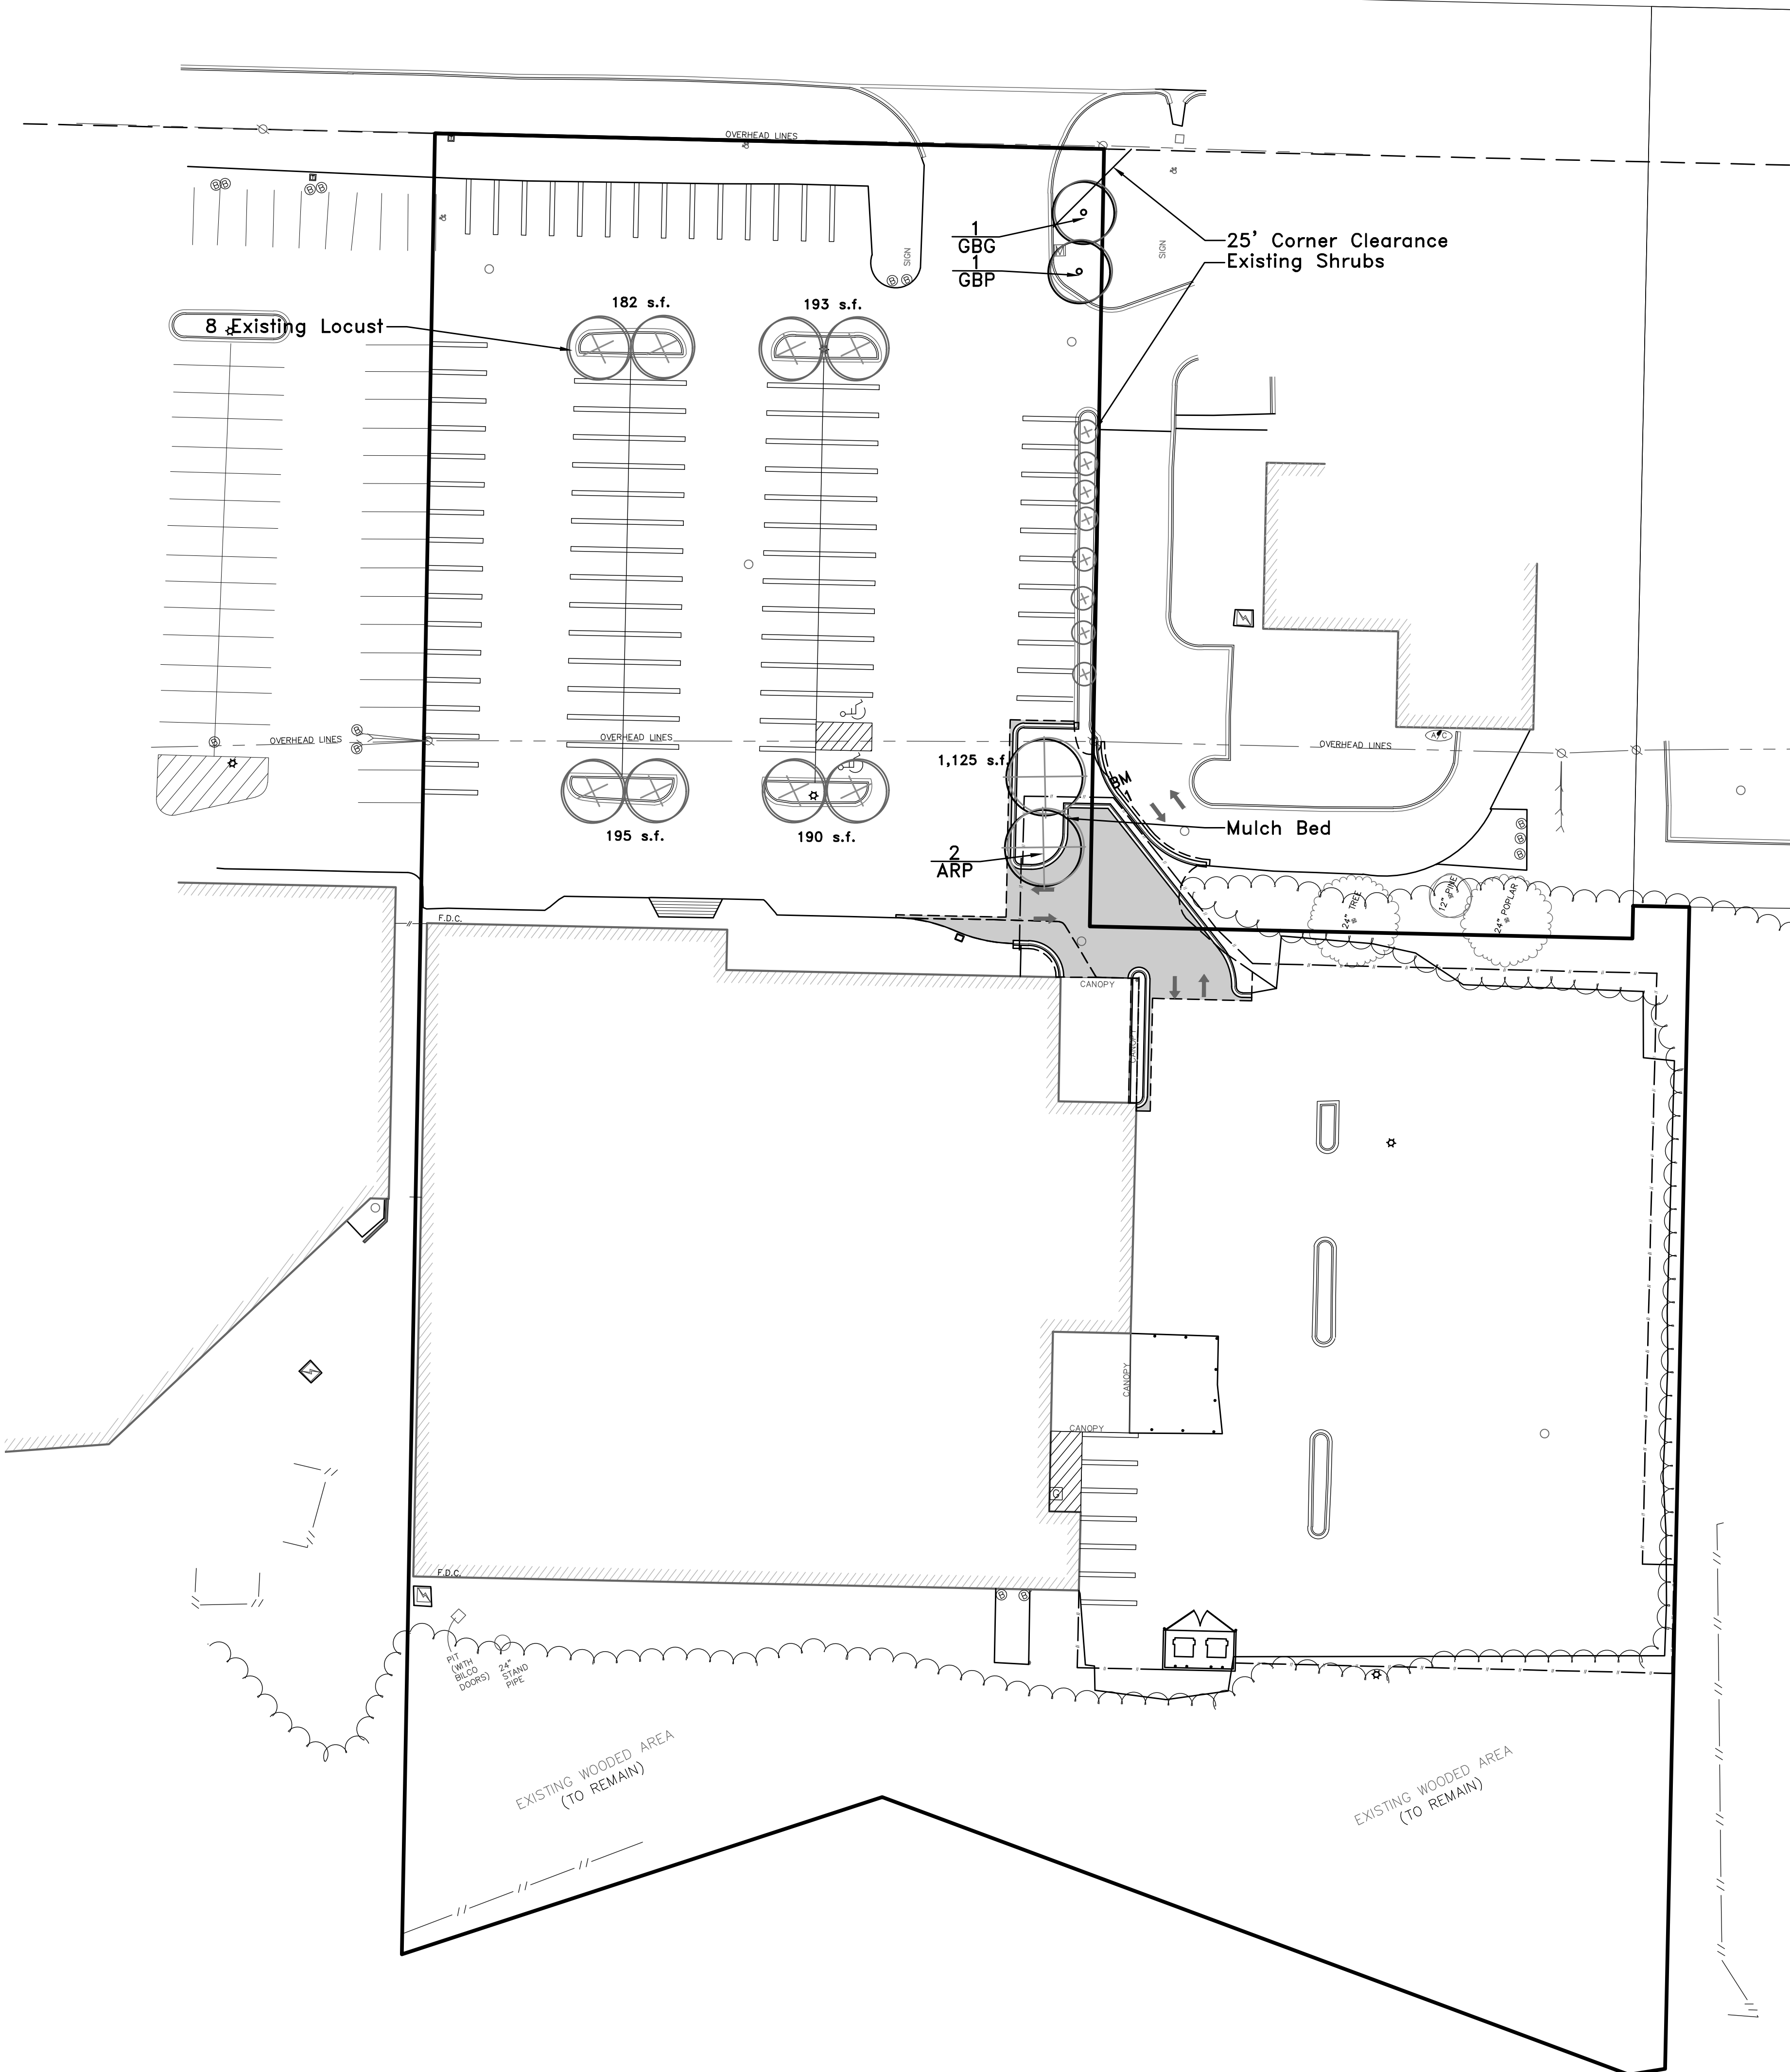 OVERHEAD LINES
1
GBG
1
GBP
SIGN
SIGN
25' Corner Clearance
Existing Shrubs
182 s.f.
193 s.f.
8 Existing Locust
OVERHEAD LINES
OVERHEAD LINES
OVERHEAD LINES
A/C
1,125 s.f.
BM
1
195 s.f.
190 s.f.
Mulch Bed
2
ARP
24" TREE
12" PINE
24" POPLAR
F.D.C.
CANOPY
CANOPY
CANOPY
CANOPY
G
F.D.C.
PIT
(WITH
BILCO
DOORS)
24"
STAND
PIPE
EXISTING WOODED AREA
(TO REMAIN)
EXISTING WOODED AREA
(TO REMAIN)